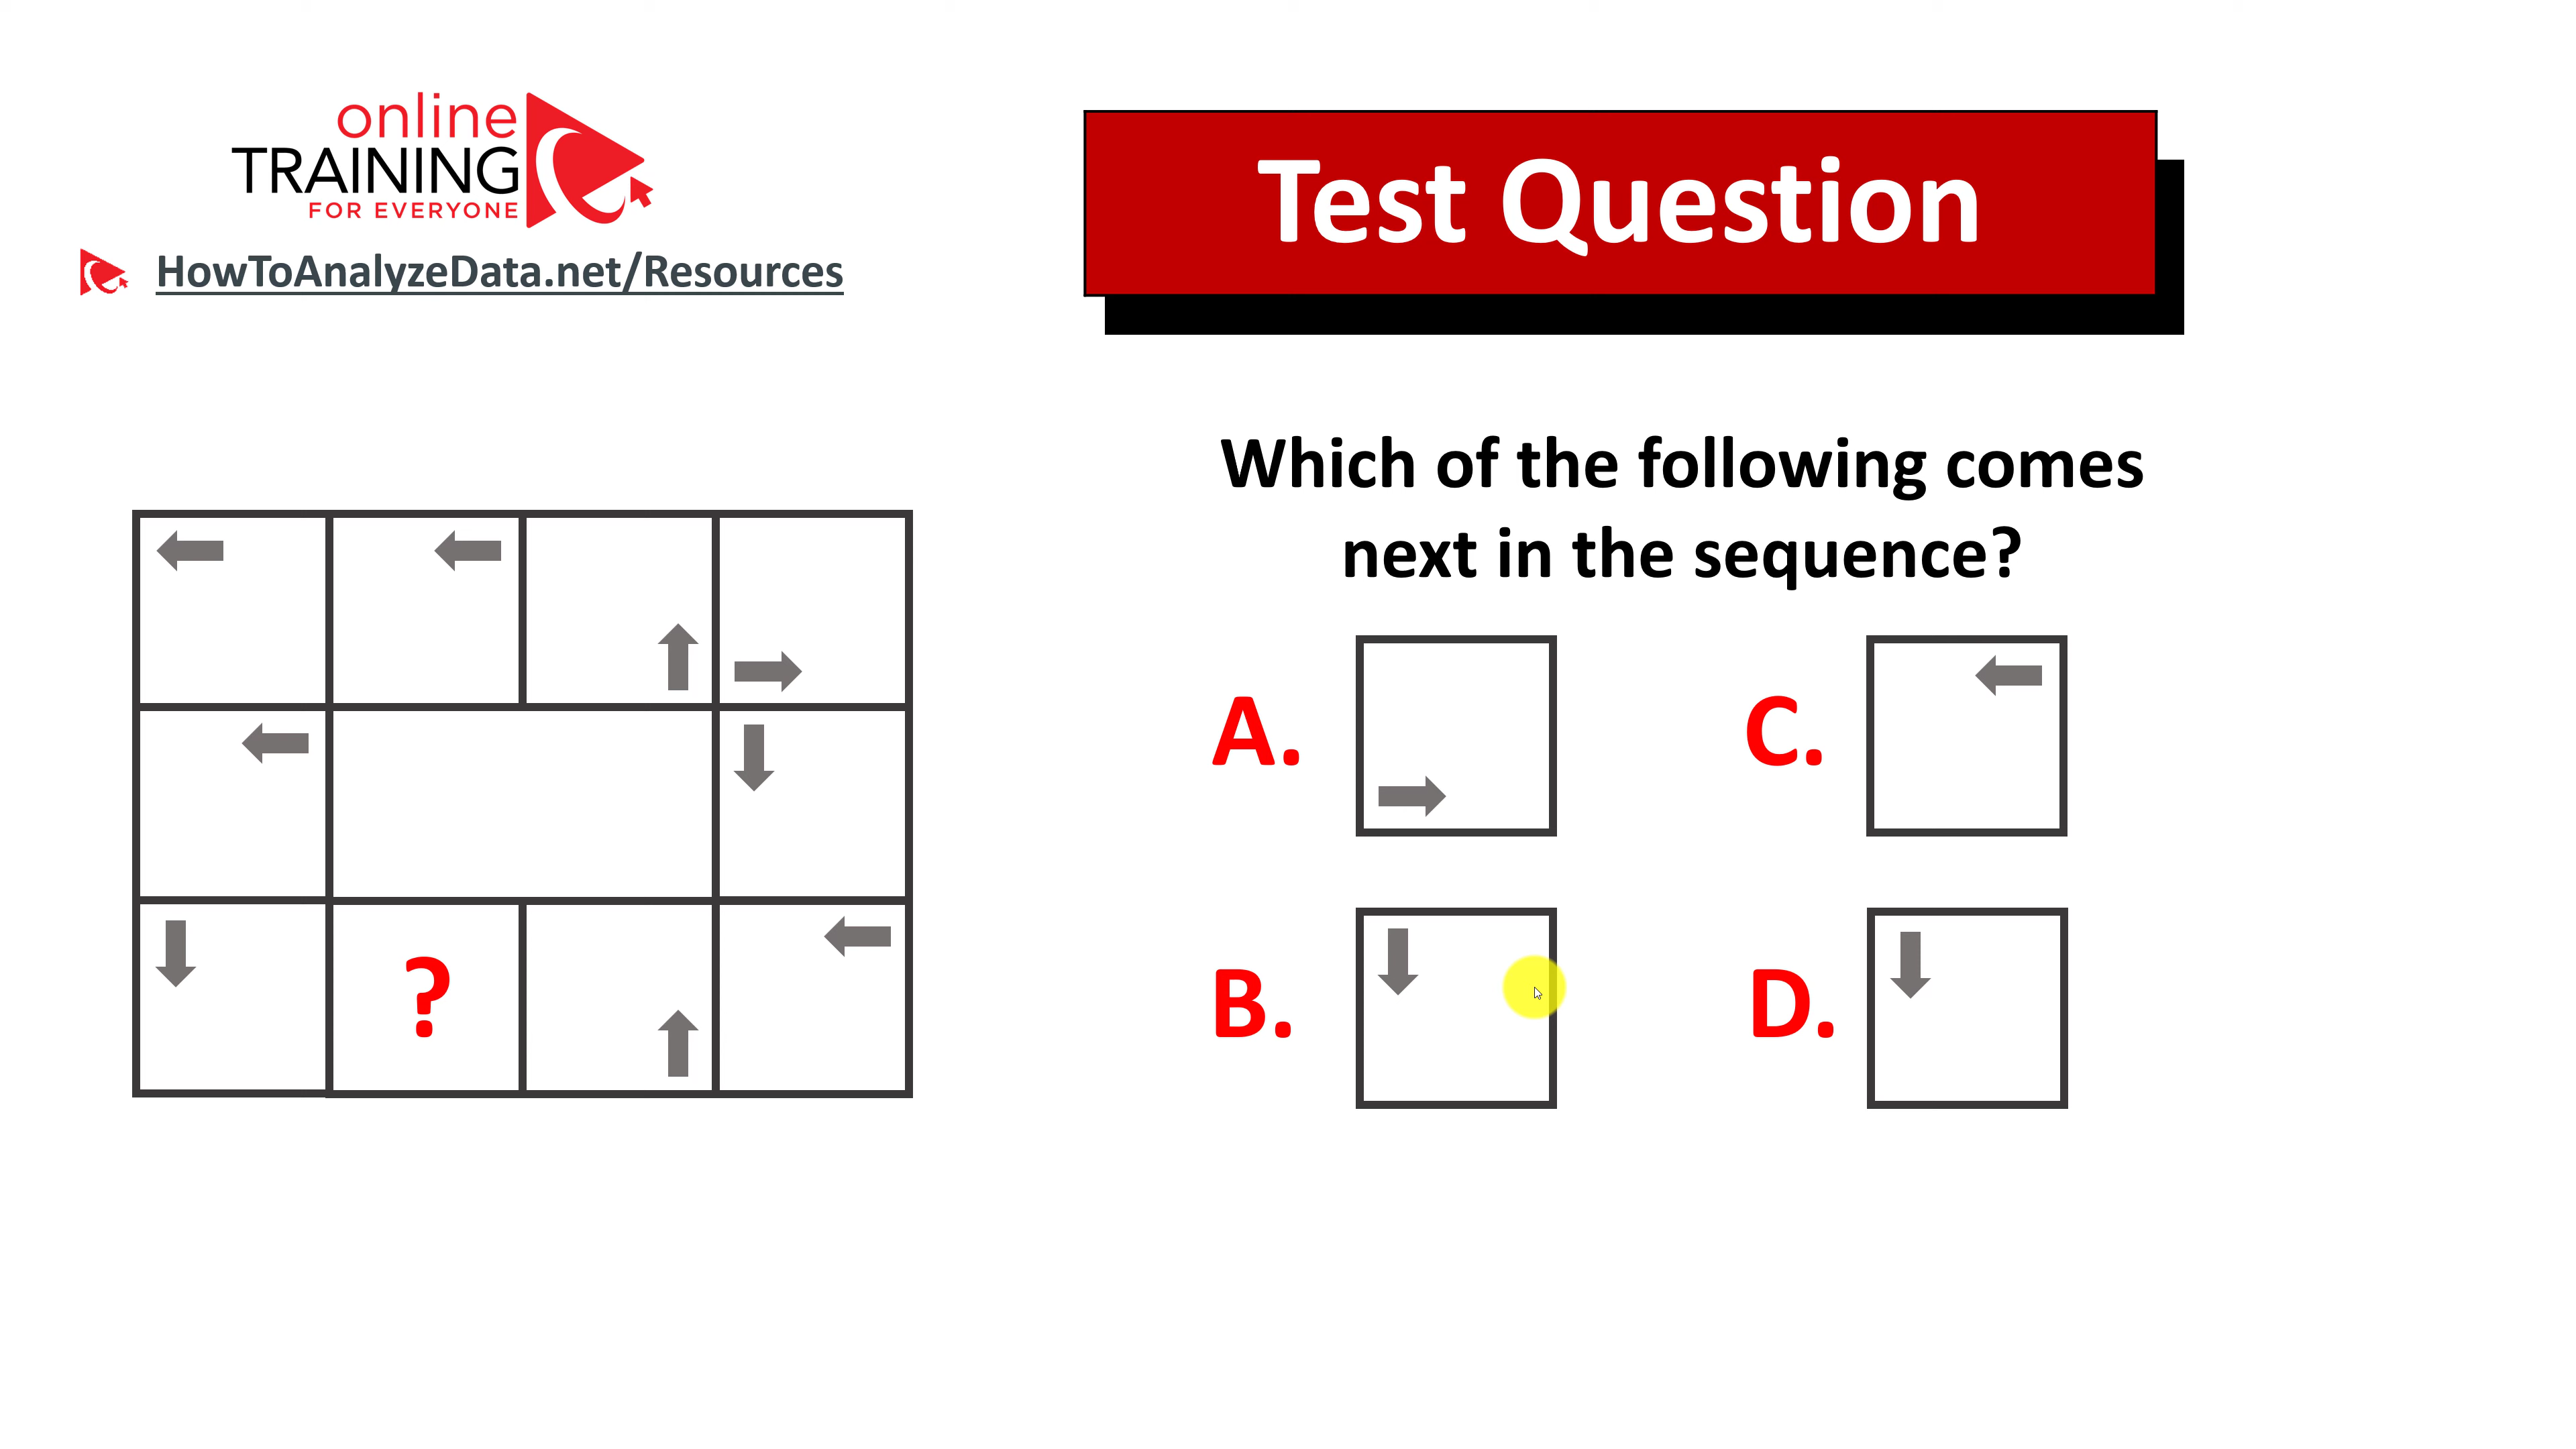 online
TRAINING
FOR EVERYONE
HowToAnalyzeData.net/Resources
Test Question
Which of the following comes
next in the sequence?
A.
C.
?
B.
D.